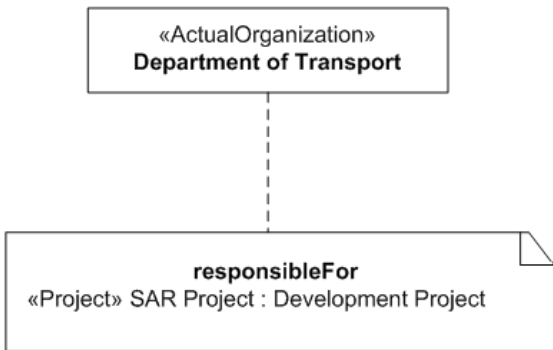 «ActualOrganization»
Department of Transport
responsibleFor
«Project» SAR Project : Development Project